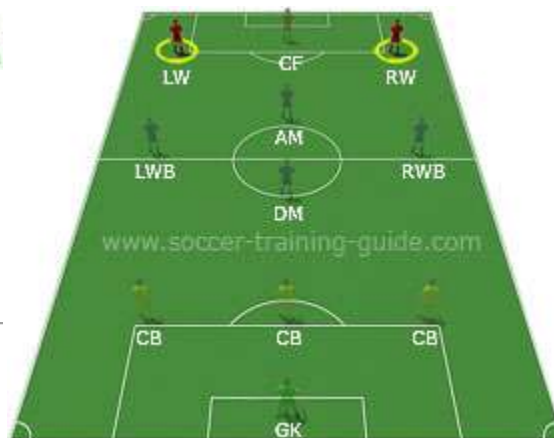 LW CF RW
AM
LWB RWB
DM
www.soccer-training-guide.com
CB CB CB
GK